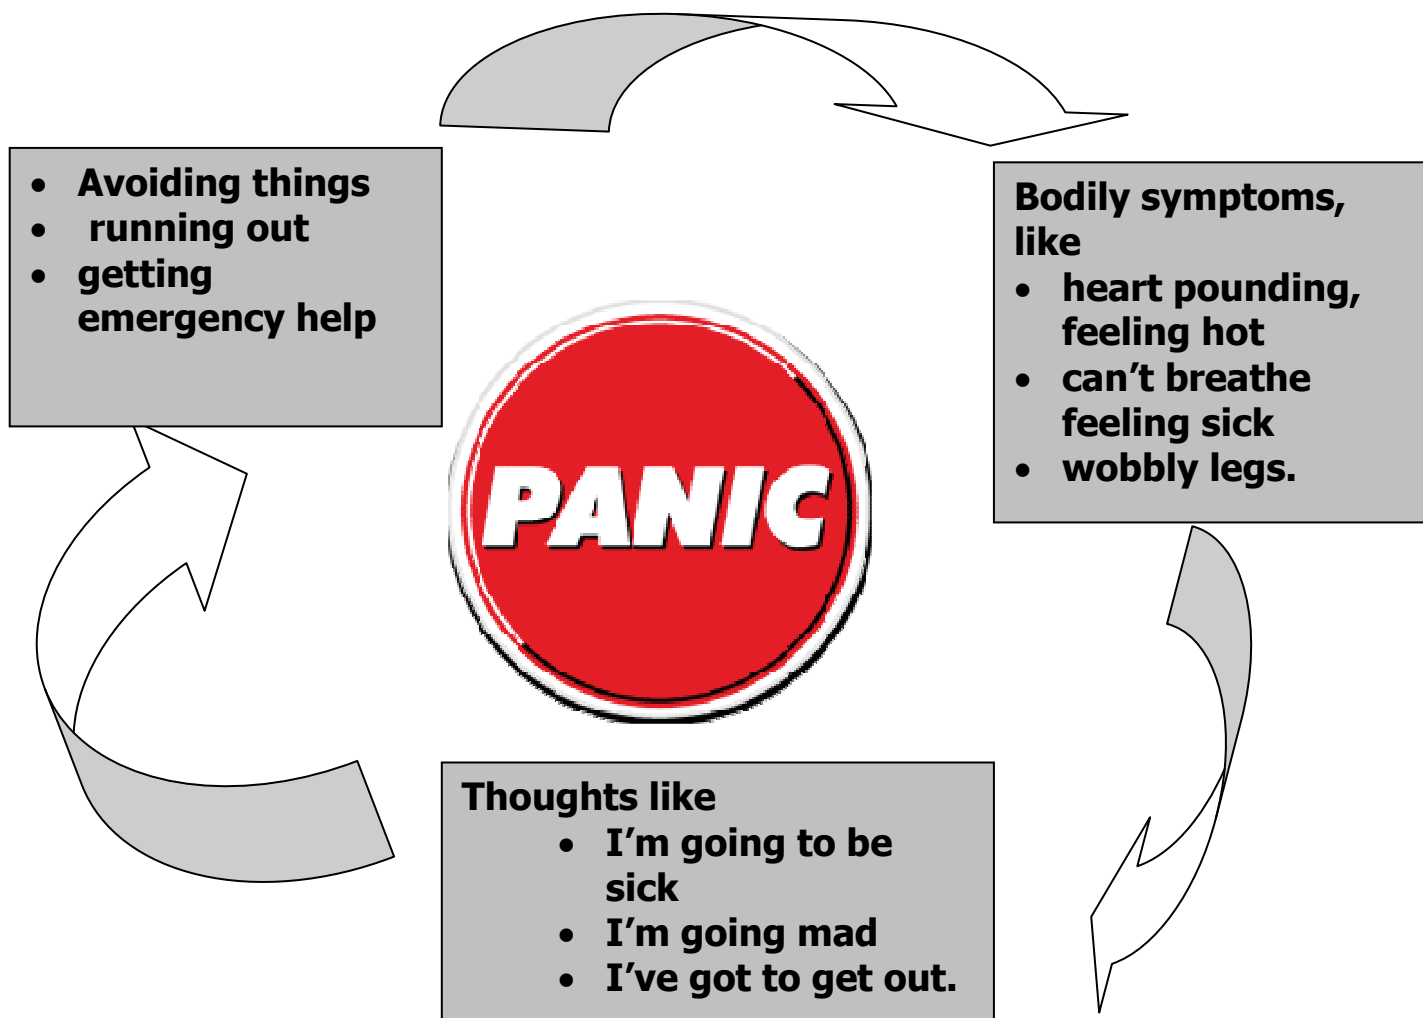 • Avoiding things
• running out
• getting
emergency help
Bodily symptoms,
like
• heart pounding,
feeling hot
• can’t breathe
feeling sick
• wobbly legs.
PANIC
Thoughts like
• I’m going to be
sick
• I’m going mad
• I’ve got to get out.